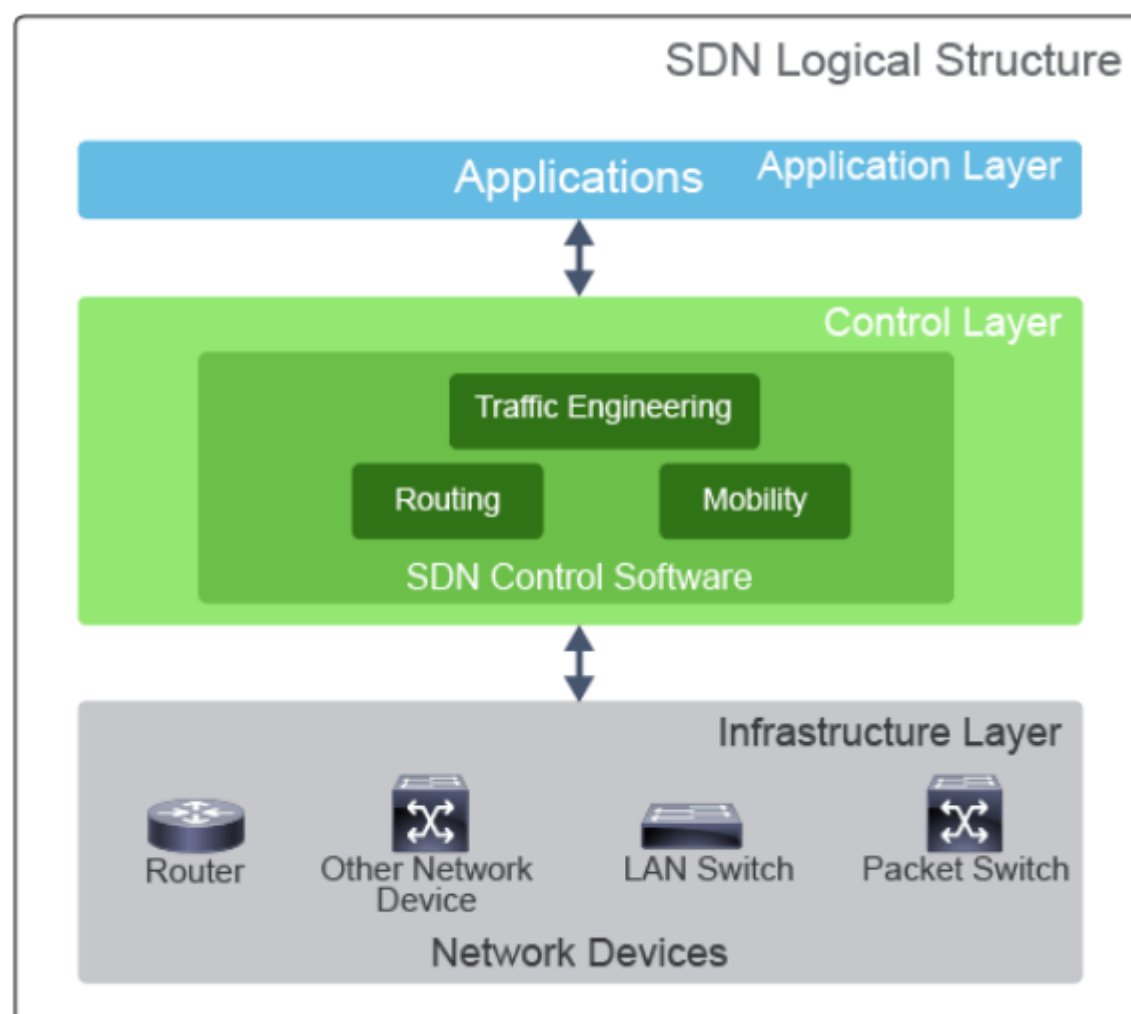 SDN Logical Structure
Applications
Application Layer
Control Layer
Traffic Engineering
Routing
Mobility
SDN Control Software
Infrastructure Layer
Router
Other Network
Device
LAN Switch
Packet Switch
Network Devices